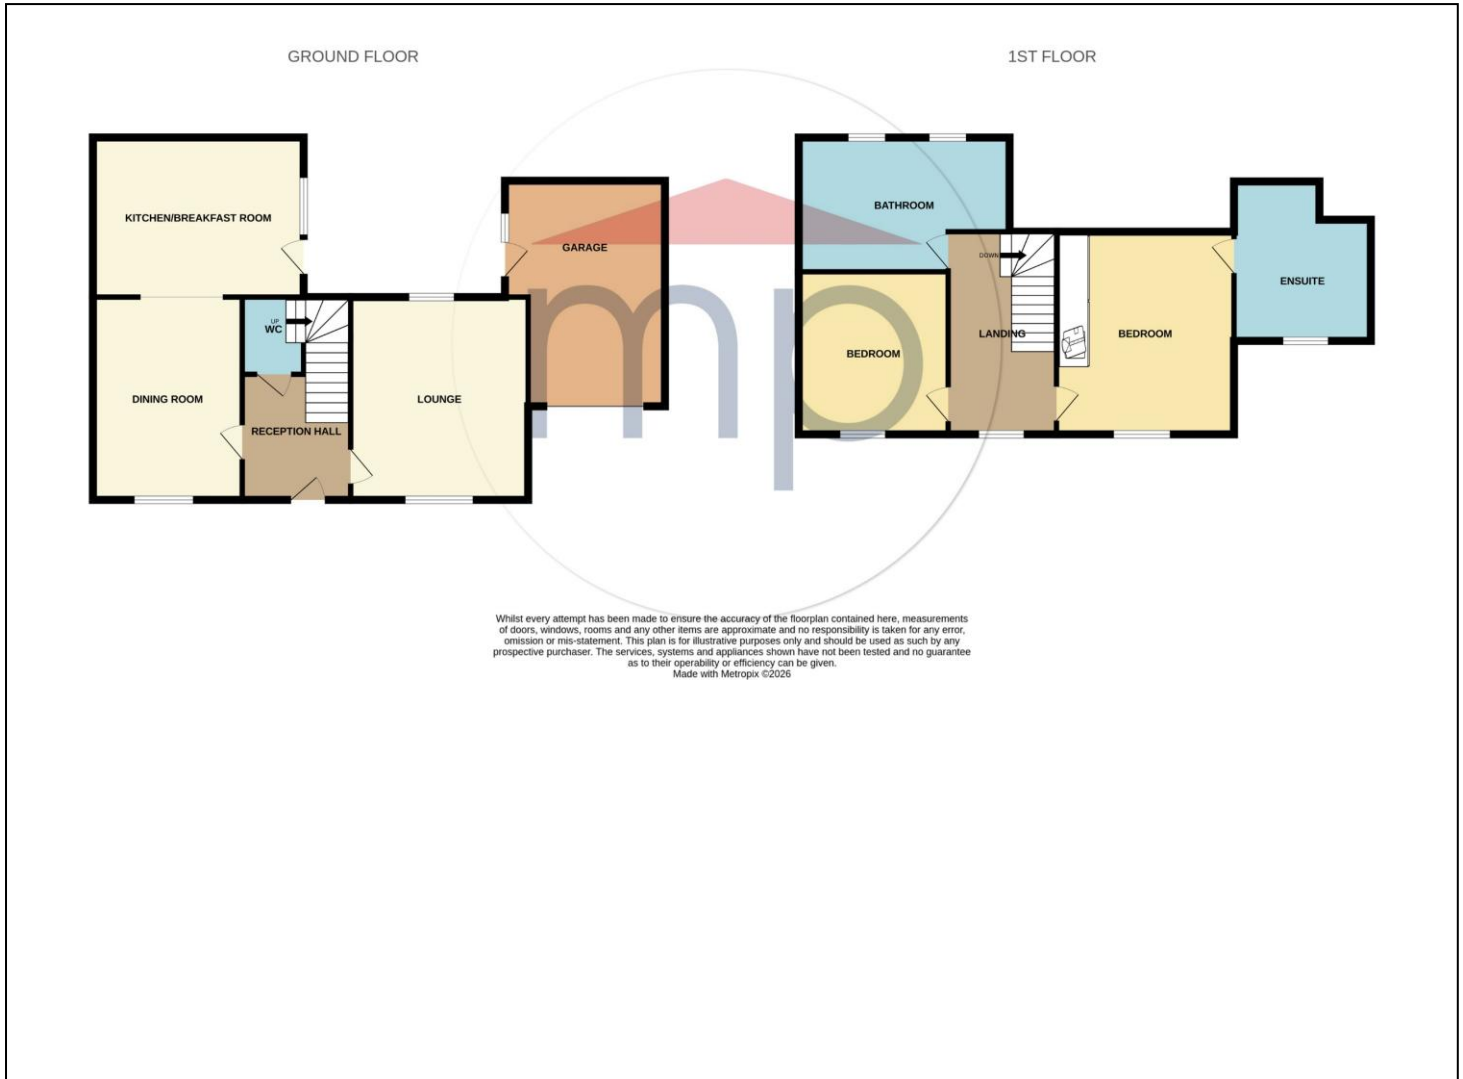 GROUND FLOOR
1ST FLOOR
KITCHEN/BREAKFAST ROOM
GARAGE
UP
WC
DINING ROOM
LOUNGE
RECEPTION HALL
BATHROOM
DOWN
ENSUITE
LANDING
BEDROOM
BEDROOM
mp
Whilst every attempt has been made to ensure the accuracy of the floorplan contained here, measurements
of doors, windows, rooms and any other items are approximate and no responsibility is taken for any error,
omission or mis-statement. This plan is for illustrative purposes only and should be used as such by any
prospective purchaser. The services, systems and appliances shown have not been tested and no guarantee
as to their operability or efficiency can be given.
Made with Metropix ©2026